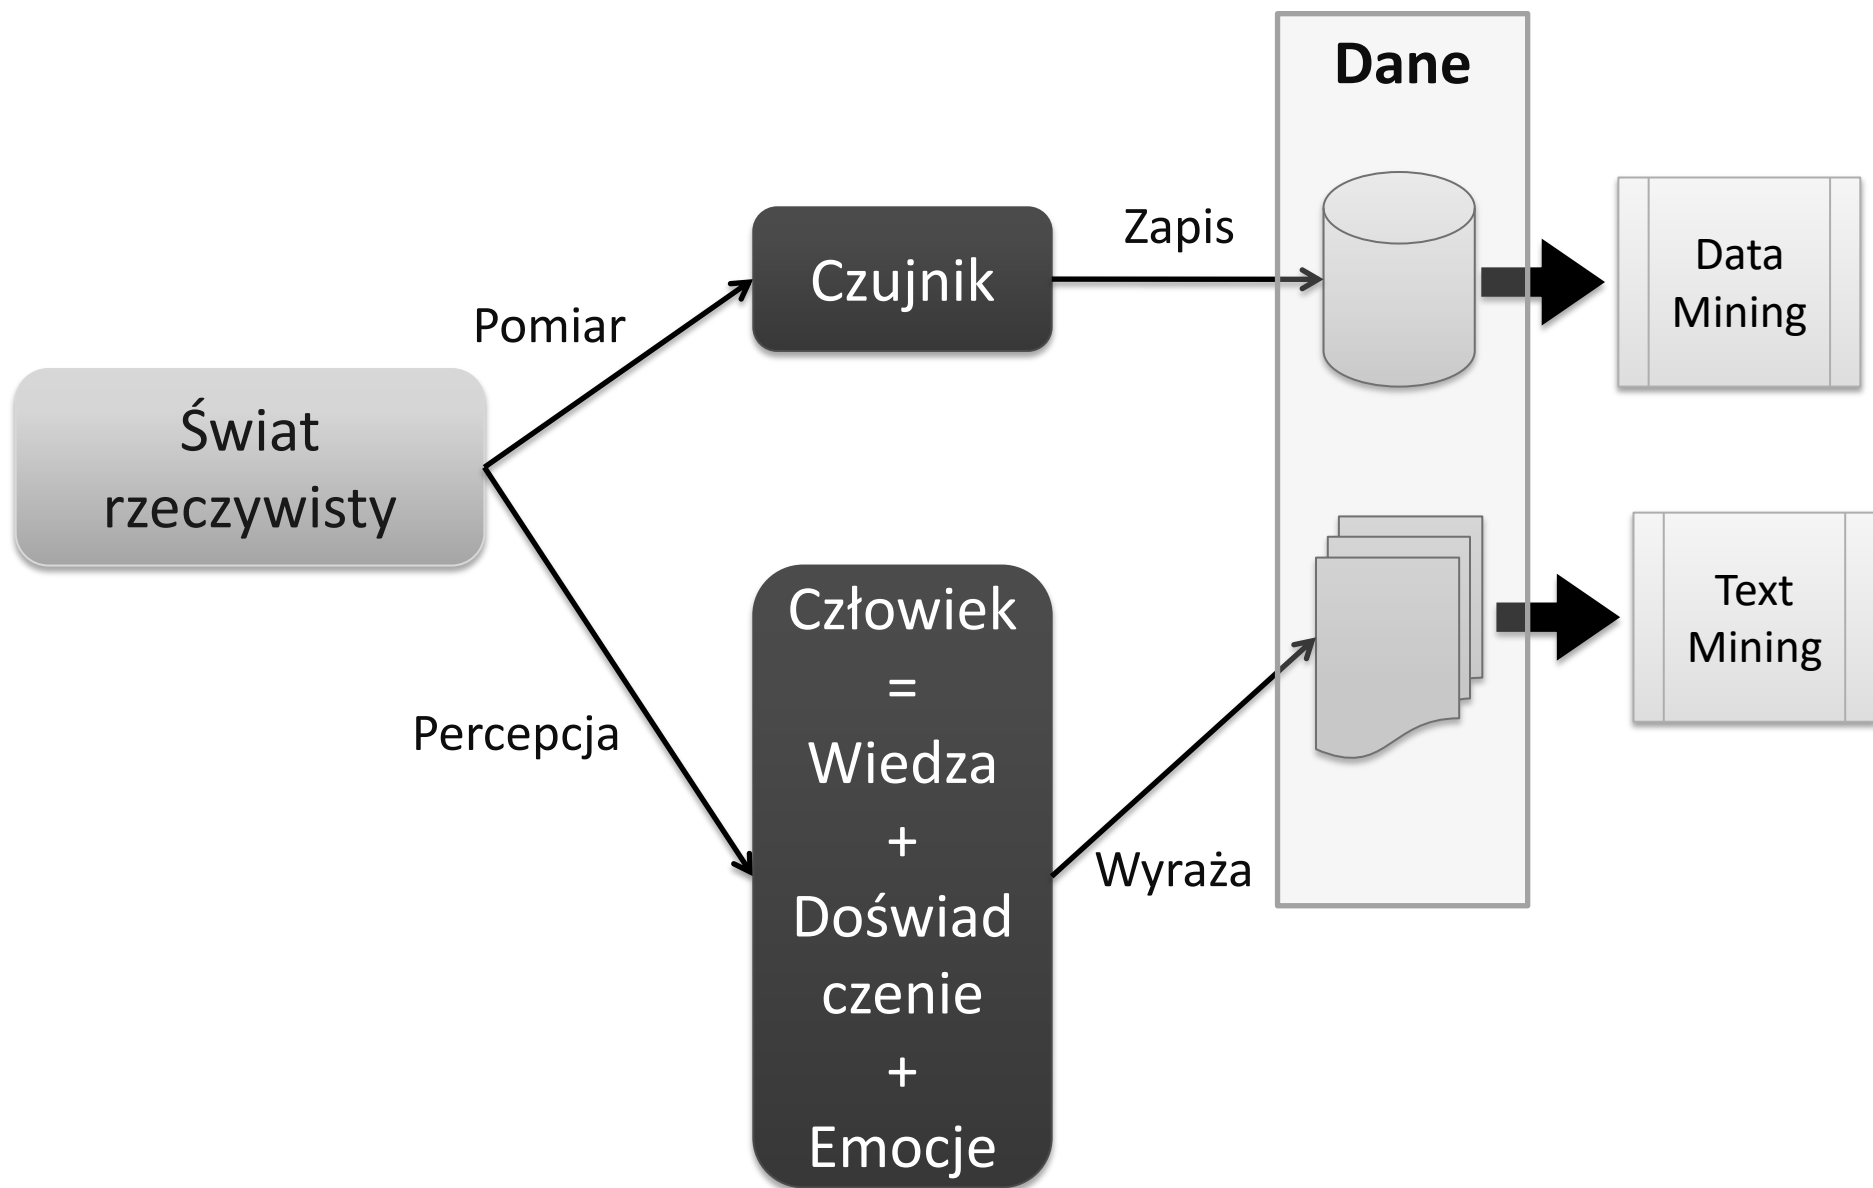 Dane
Zapis
Czujnik
Data
Mining
Pomiar
Świat
rzeczywisty
Człowiek
=
Wiedza
+
Doświad
czenie
+
Emocje
Text
Mining
Percepcja
Wyraża